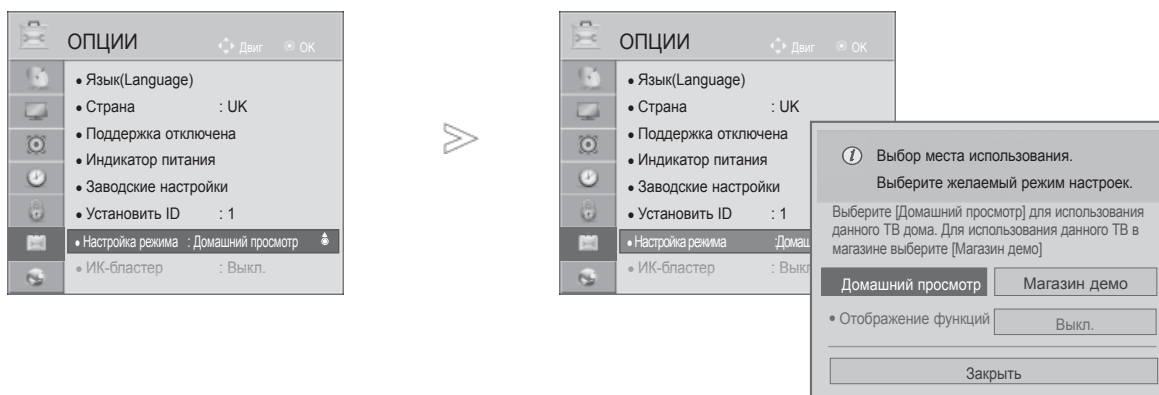 ОПЦИИ
Двиг OK
• Язык(Language)
• Страна : UK
• Поддержка отключена
• Индикатор питания
• Заводские настройки
• Установить ID : 1
• Настройка режима : Домашний просмотр
• ИК-бластер : Выкл.
ОПЦИИ
Двиг OK
• Язык(Language)
• Страна : UK
• Поддержка отключена
• Индикатор питания
• Заводские настройки
• Установить ID : 1
• Настройка режима :Домаш
• ИК-бластер : Выкл
Выбор места использования.
Выберите желаемый режим настроек.
Выберите [Домашний просмотр] для использования
данного ТВ дома. Для использования данного ТВ в
магазине выберите [Магазин демо]
Домашний просмотр Магазин демо
• Отображение функций Выкл.
Закрыть